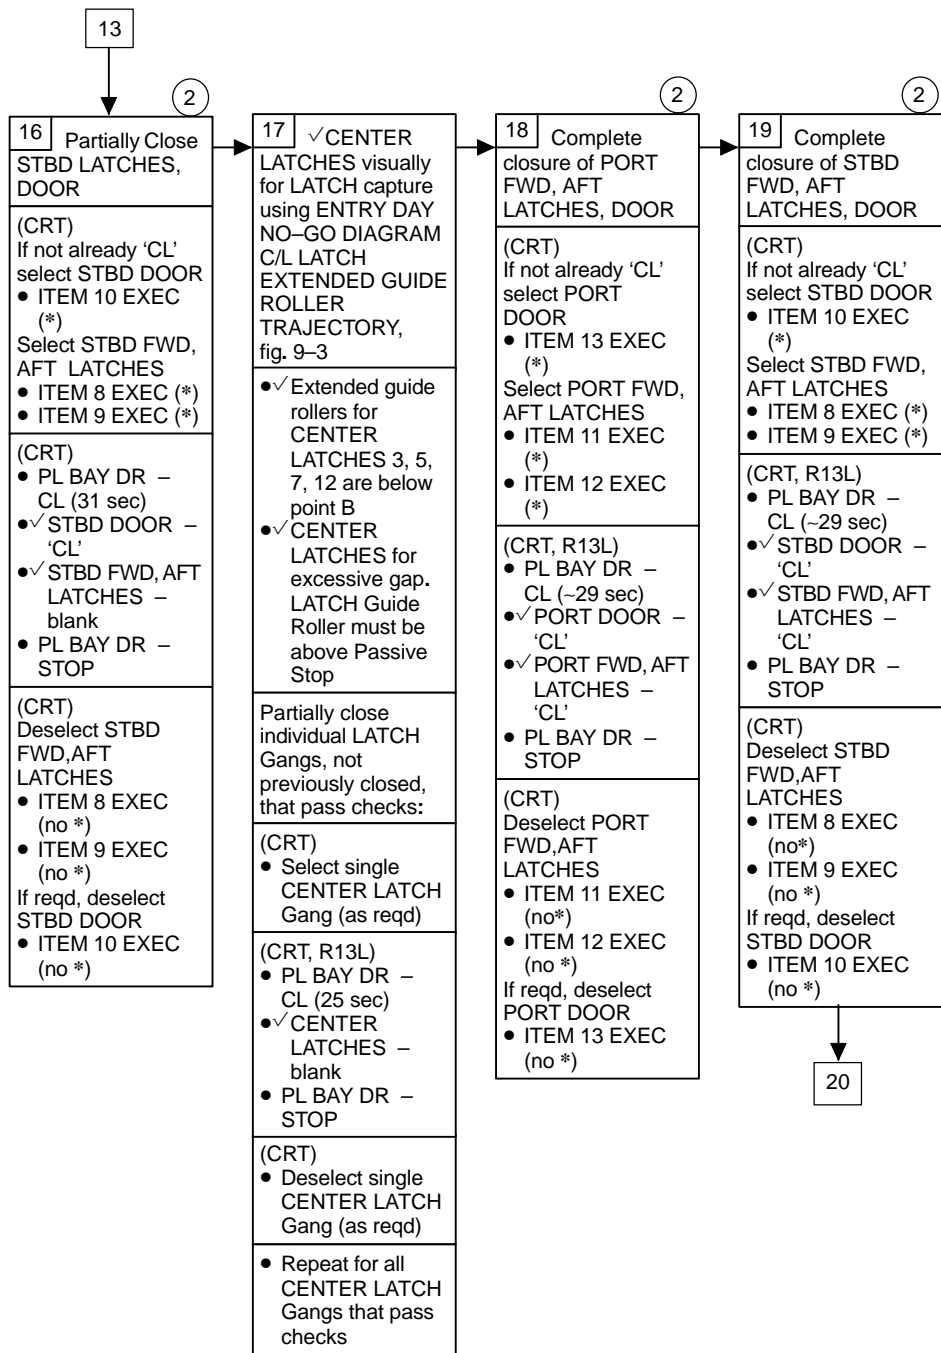 13
2
16 Partially Close
STBD LATCHES,
DOOR
(CRT)
If not already ‘CL’
select STBD DOOR
• ITEM 10 EXEC
(*)
Select STBD FWD,
AFT LATCHES
• ITEM 8 EXEC (*)
• ITEM 9 EXEC (*)
(CRT)
• PL BAY DR –
CL (31 sec)
•√ STBD DOOR –
‘CL’
•√ STBD FWD, AFT
LATCHES –
blank
• PL BAY DR –
STOP
(CRT)
Deselect STBD
FWD,AFT
LATCHES
• ITEM 8 EXEC
(no *)
• ITEM 9 EXEC
(no *)
If reqd, deselect
STBD DOOR
• ITEM 10 EXEC
(no *)
17 √CENTER
LATCHES visually
for LATCH capture
using ENTRY DAY
NO–GO DIAGRAM
C/L LATCH
EXTENDED GUIDE
ROLLER
TRAJECTORY,
fig. 9–3
•√ Extended guide
rollers for
CENTER
LATCHES 3, 5,
7, 12 are below
point B
•√ CENTER
LATCHES for
excessive gap.
LATCH Guide
Roller must be
above Passive
Stop
Partially close
individual LATCH
Gangs, not
previously closed,
that pass checks:
(CRT)
• Select single
CENTER LATCH
Gang (as reqd)
(CRT, R13L)
• PL BAY DR –
CL (25 sec)
•√ CENTER
LATCHES –
blank
• PL BAY DR –
STOP
(CRT)
• Deselect single
CENTER LATCH
Gang (as reqd)
• Repeat for all
CENTER LATCH
Gangs that pass
checks
2
18 Complete
closure of PORT
FWD, AFT
LATCHES, DOOR
(CRT)
If not already ‘CL’
select PORT
DOOR
• ITEM 13 EXEC
(*)
Select PORT FWD,
AFT LATCHES
• ITEM 11 EXEC
(*)
• ITEM 12 EXEC
(*)
(CRT, R13L)
• PL BAY DR –
CL (~29 sec)
•√ PORT DOOR –
‘CL’
•√ PORT FWD, AFT
LATCHES –
‘CL’
• PL BAY DR –
STOP
(CRT)
Deselect PORT
FWD,AFT
LATCHES
• ITEM 11 EXEC
(no*)
• ITEM 12 EXEC
(no *)
If reqd, deselect
PORT DOOR
• ITEM 13 EXEC
(no *)
2
19 Complete
closure of STBD
FWD, AFT
LATCHES, DOOR
(CRT)
If not already ‘CL’
select STBD DOOR
• ITEM 10 EXEC
(*)
Select STBD FWD,
AFT LATCHES
• ITEM 8 EXEC (*)
• ITEM 9 EXEC (*)
(CRT, R13L)
• PL BAY DR –
CL (~29 sec)
•√ STBD DOOR –
‘CL’
•√ STBD FWD, AFT
LATCHES –
‘CL’
• PL BAY DR –
STOP
(CRT)
Deselect STBD
FWD,AFT
LATCHES
• ITEM 8 EXEC
(no*)
• ITEM 9 EXEC
(no *)
If reqd, deselect
STBD DOOR
• ITEM 10 EXEC
(no *)
20